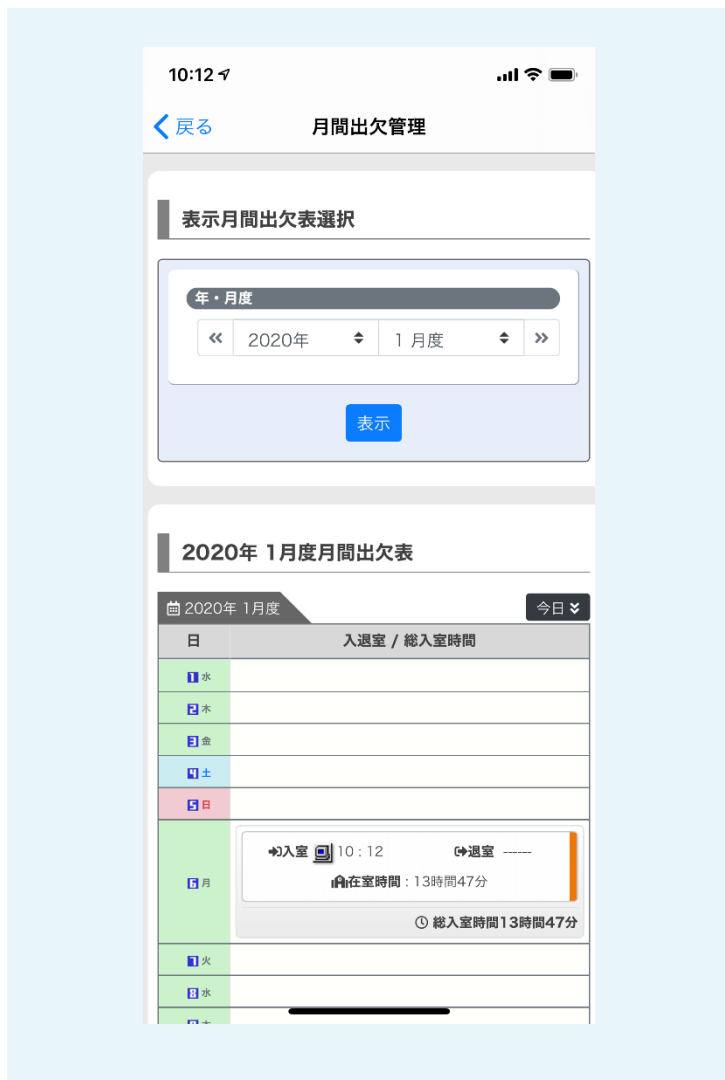 10:12
戻る 月間出欠管理
表示月間出欠表選択
年・月度
2020年 1 月度
表示
2020年 1月度月間出欠表
2020年 1月度 今日
日 入退室 / 総入室時間
1 水
2 木
3 金
4 土
5 日
入室 10 : 12 退室 ------
6 月 在室時間 : 13時間47分
総入室時間13時間47分
7 火
8 水